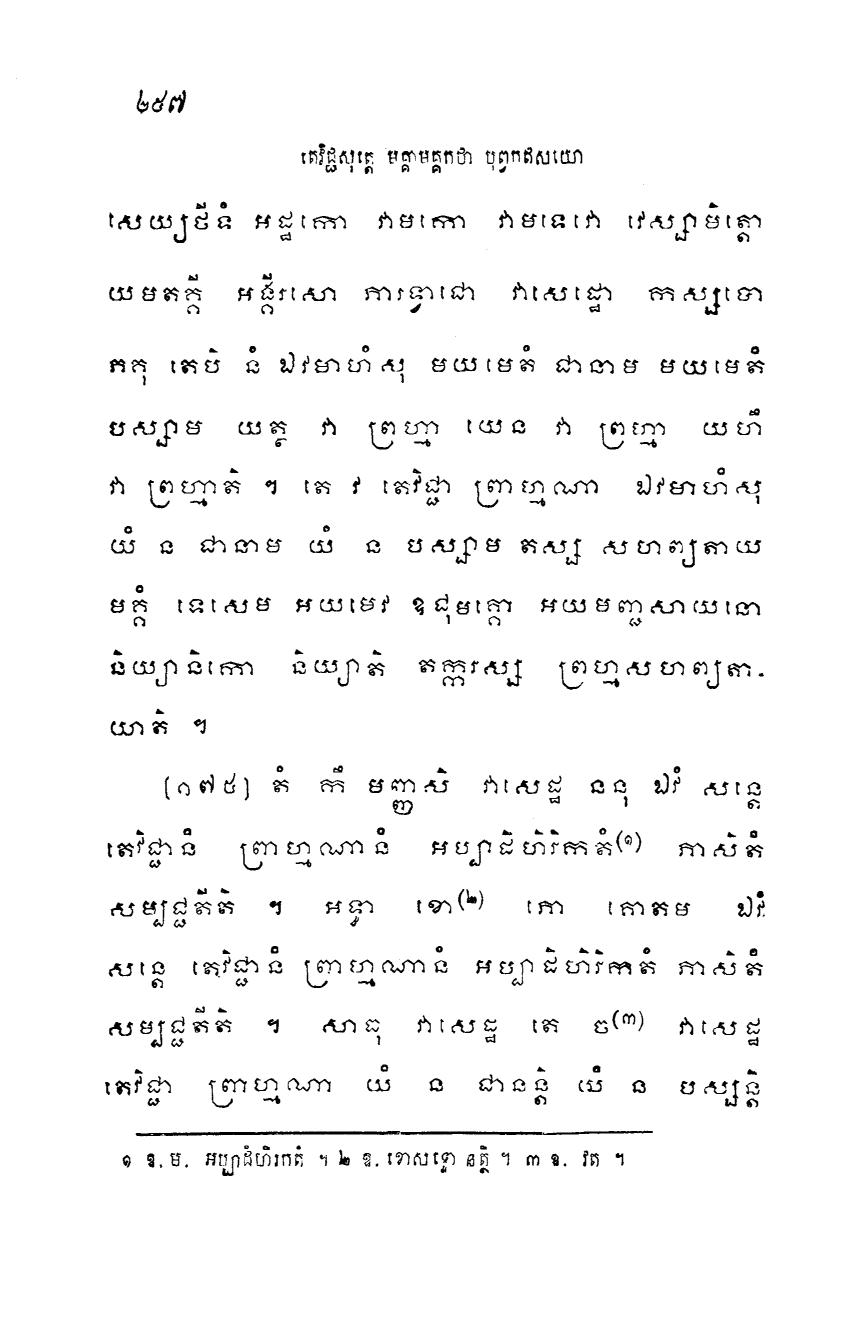 ២៥៧
តេវិជ្ជសុត្តេ មគ្គាមគ្គកថា បុព្វកឥសយោ
សេយ្យថីទំ អដ្ឋកោ វាមកោ វាមទេវោ វេស្សាមិត្តោ
យមតគ្គី អង្គីរសោ ភារទ្វាជោ វាសេដ្ឋោ កស្សបោ
ភគុ តេបិ នំ ឯវមាហំសុ មយមេតំ ជានាម មយមេតំ
បស្សាម យត្ថ វា ព្រហ្មា យេន វា ព្រហ្មា យហឹ
វា ព្រហ្មាតិ ។ តេ វ តេវិជ្ជា ព្រាហ្មណា ឯវមាហំសុ
យំ ន ជានាម យំ ន បស្សាម តស្ស សហព្យតាយ
មគ្គំ ទេសេម អយមេវ ឧជុមគ្គោ អយមញ្ជសាយនោ
និយ្យានិកោ និយ្យាតិ តក្ករស្ស ព្រហ្មសហព្យតា-
យាតិ ។
(១៧៥) តំ កឹ មញ្ញសិ វាសេដ្ឋ ននុ ឯវំ សន្តេ
តេវិជ្ជានំ ព្រាហ្មណានំ អប្បាដិហិរិកតំ(១) ភាសិតំ
សម្បជ្ជតីតិ ។ អទ្ធា ខោ(២) ភោ គោតម ឯវំ
សន្តេ តេវិជ្ជានំ ព្រាហ្មណានំ អប្បាដិហិរិកតំ ភាសិតំ
សម្បជ្ជតីតិ ។ សាធុ វាសេដ្ឋ តេ ច(៣) វាសេដ្ឋ
តេវិជ្ជា ព្រាហ្មណា យំ ន ជានន្តិ យំ ន បស្សន្តិ
១ ឱ. ម. អប្បាដិហិរកតំ ។ ២ ឱ. ខោសទ្ទោ នត្ថិ ។ ៣ ឱ. វត ។